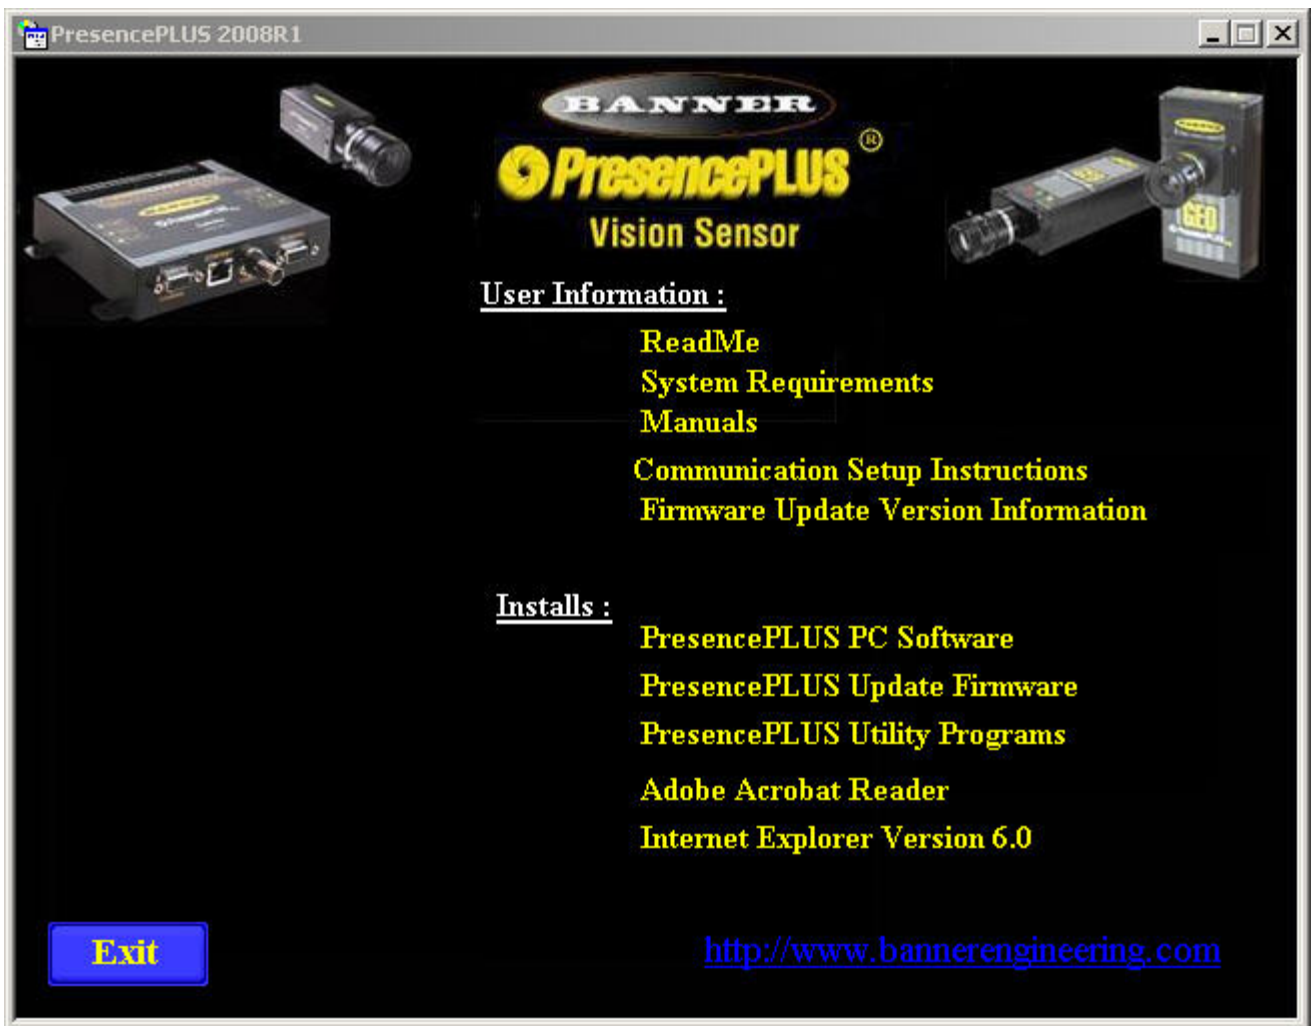 PresencePLUS 2008R1
BANNER
PresencePLUS®
Vision Sensor
GEO
GEO
User Information :
ReadMe
System Requirements
Manuals
Communication Setup Instructions
Firmware Update Version Information
Installs :
PresencePLUS PC Software
PresencePLUS Update Firmware
PresencePLUS Utility Programs
Adobe Acrobat Reader
Internet Explorer Version 6.0
Exit
http://www.bannerengineering.com